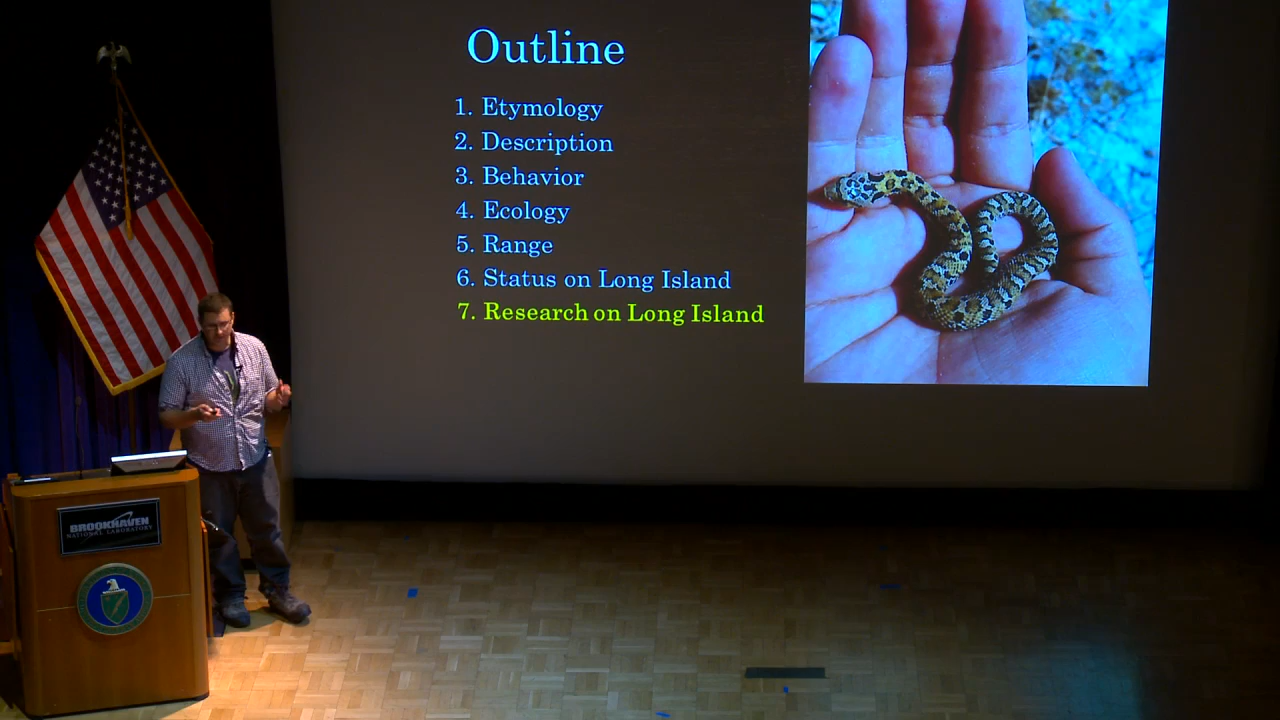 Outline
1. Etymology
2. Description
3. Behavior
4. Ecology
5. Range
6. Status on Long Island
7. Research on Long Island
BROOKHAVEN
NATIONAL LABORATORY